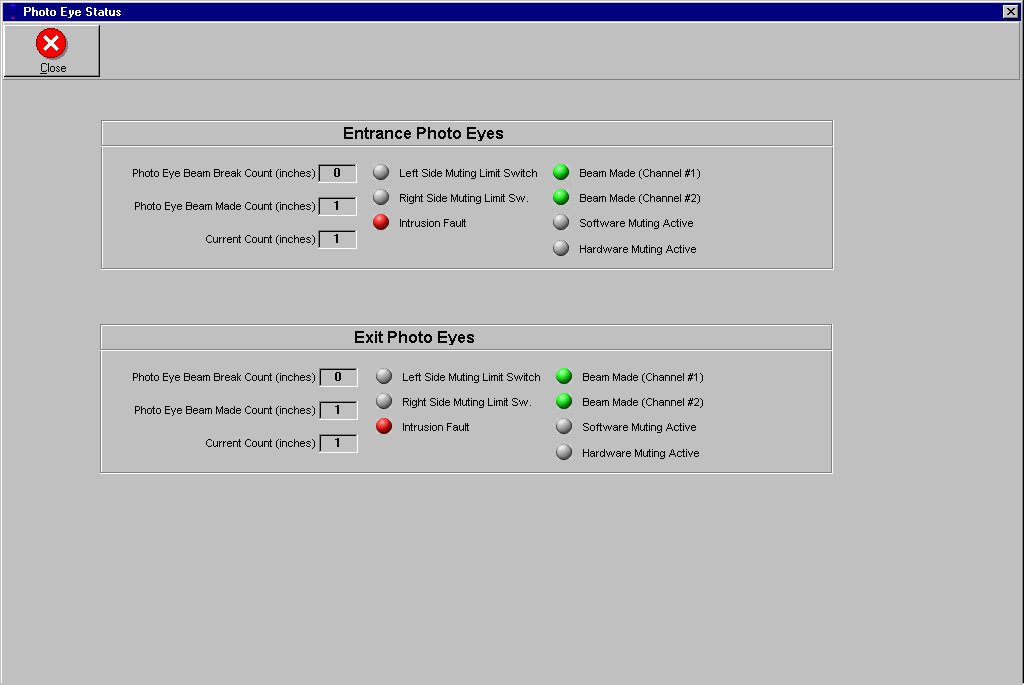 Photo Eye Status
Close
Entrance Photo Eyes
Photo Eye Beam Break Count (inches) 0 Left Side Muting Limit Switch Beam Made (Channel #1)
Photo Eye Beam Made Count (inches) 1 Right Side Muting Limit Sw. Beam Made (Channel #2)
Intrusion Fault Software Muting Active
Current Count (inches) 1 Hardware Muting Active
Exit Photo Eyes
Photo Eye Beam Break Count (inches) 0 Left Side Muting Limit Switch Beam Made (Channel #1)
Photo Eye Beam Made Count (inches) 1 Right Side Muting Limit Sw. Beam Made (Channel #2)
Intrusion Fault Software Muting Active
Current Count (inches) 1 Hardware Muting Active